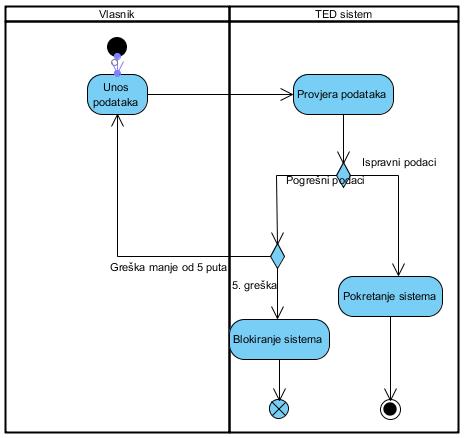 Vlasnik
TED sistem
Unos
podataka
Provjera podataka
Ispravni podaci
Pogrešni podaci
Greška manje od 5 puta
5. greška
Pokretanje sistema
Blokiranje sistema